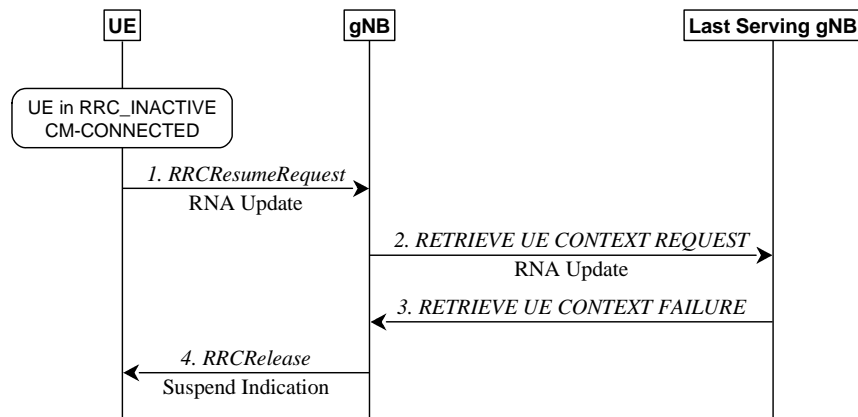 UE
gNB
Last Serving gNB
UE in RRC_INACTIVE
CM-CONNECTED
1. RRCResumeRequest
RNA Update
2. RETRIEVE UE CONTEXT REQUEST
RNA Update
3. RETRIEVE UE CONTEXT FAILURE
4. RRCRelease
Suspend Indication